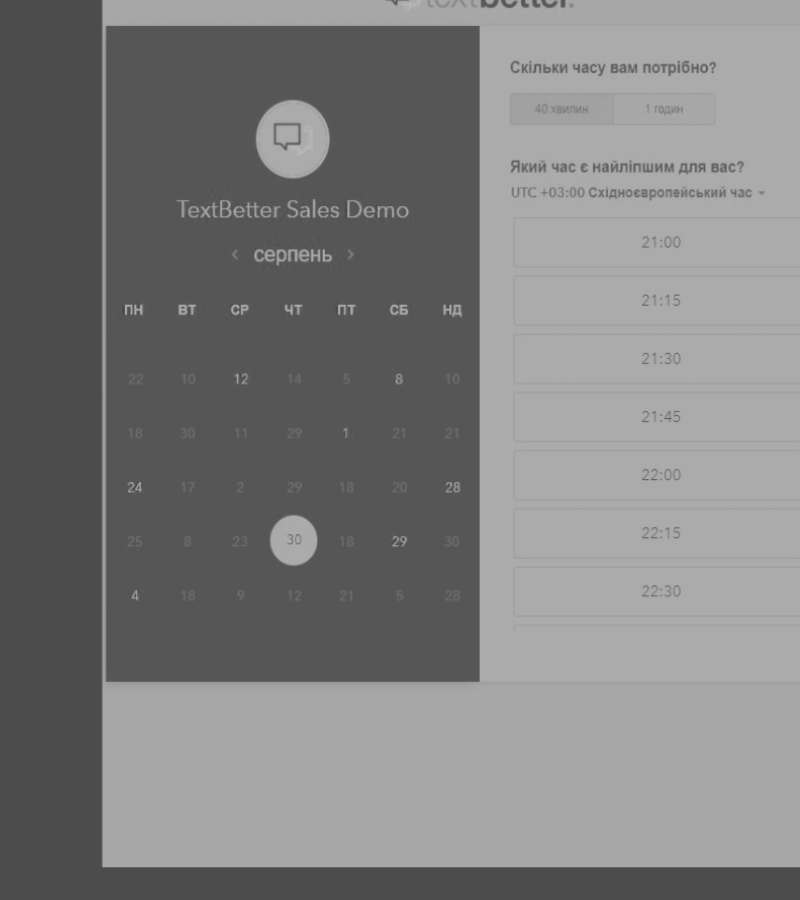 textbetter.
TextBetter Sales Demo
‹ серпень ›
ПН ВТ СР ЧТ ПТ СБ НД
22 10 12 14 5 8 10
18 30 11 29 1 21 21
24 17 2 29 18 20 28
25 8 23 30 18 29 30
4 18 9 12 21 5 28
Скільки часу вам потрібно?
40 хвилин 1 годин
Який час є найліпшим для вас?
UTC +03:00 Східноєвропейський час
21:00
21:15
21:30
21:45
22:00
22:15
22:30